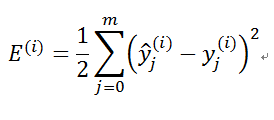 E^{(i)} = \frac{1}{2} \sum_{j=0}^{m} \left( \hat{y}_j^{(i)} - y_j^{(i)} \right)^2 ↵